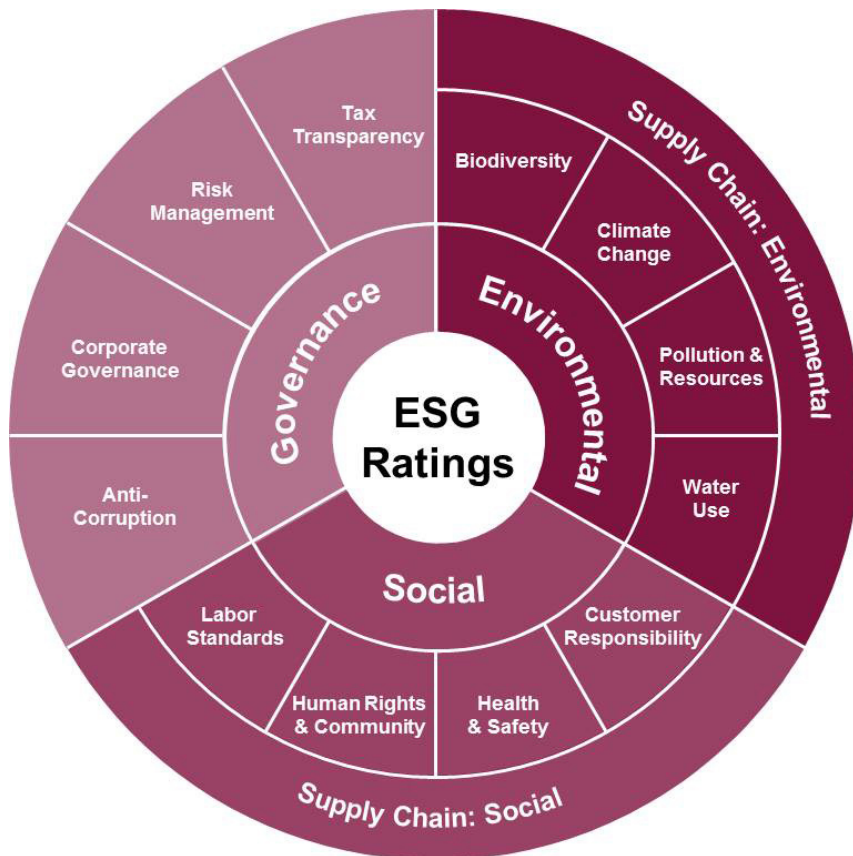 ESG
Ratings
Environmental
Biodiversity
Climate
Change
Pollution &
Resources
Water
Use
Supply Chain: Environmental
Social
Customer
Responsibility
Health
& Safety
Human Rights
& Community
Labor
Standards
Supply Chain: Social
Governance
Anti-
Corruption
Corporate
Governance
Risk
Management
Tax
Transparency